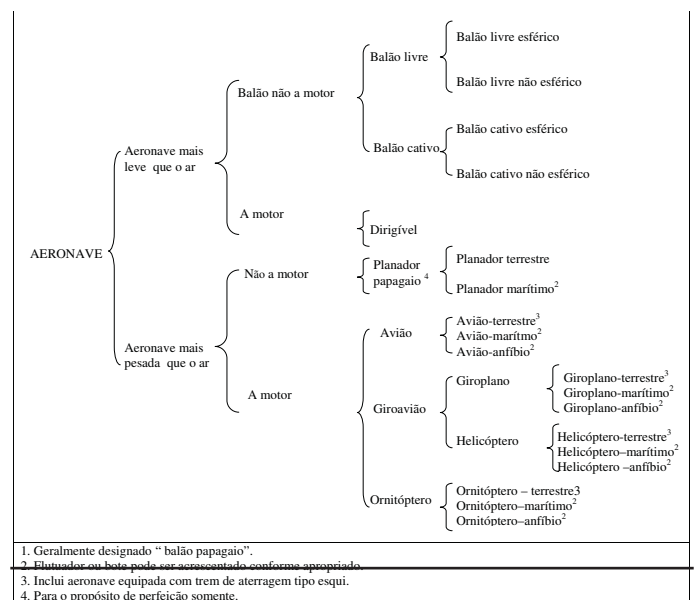 Balão livre esférico
Balão livre
Balão livre não esférico
Balão não a motor
Balão cativo esférico
Balão cativo
Balão cativo não esférico
Aeronave mais
leve que o ar
A motor
Dirigível
AERONAVE
Não a motor
Planador
papagaio 4
Planador terrestre
Planador marítimo2
Aeronave mais
pesada que o ar
A motor
Avião
Avião-terrestre3
Avião-marítmo2
Avião-anfíbio2
Giroavião
Giroplano
Giroplano-terrestre3
Giroplano-marítimo2
Giroplano-anfíbio2
Helicóptero
Helicóptero-terrestre3
Helicóptero–marítimo2
Helicóptero –anfíbio2
Ornitóptero
Ornitóptero – terrestre3
Ornitóptero–marítimo2
Ornitóptero–anfíbio2
1. Geralmente designado “ balão papagaio”.
2. Flutuador ou bote pode ser acrescentado conforme apropriado.
3. Inclui aeronave equipada com trem de aterragem tipo esqui.
4. Para o propósito de perfeição somente.